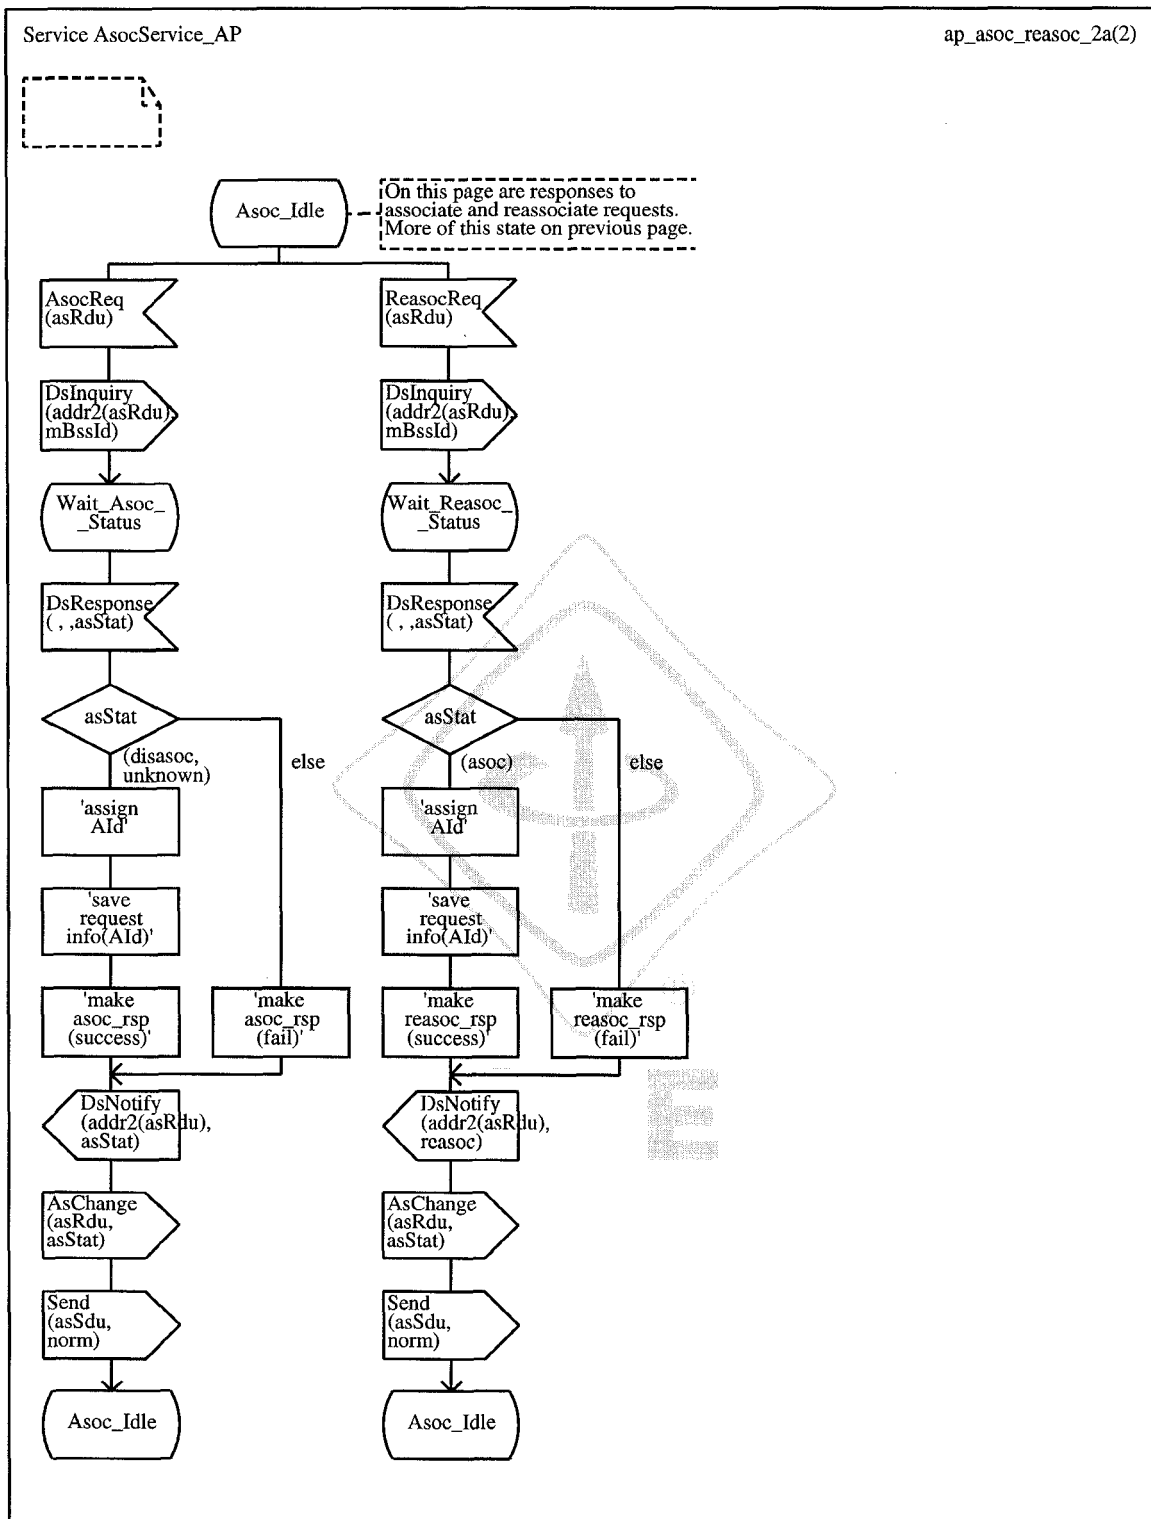 Service AsocService_AP
ap_asoc_reasoc_2a(2)
Asoc_Idle
On this page are responses to
associate and reassociate requests.
More of this state on previous page.
AsocReq
(asRdu)
DsInquiry
(addr2(asRdu),
mBssId)
Wait_Asoc_
_Status
DsResponse
( , ,asStat)
asStat
(disasoc,
unknown)
else
'assign
AId'
'save
request
info(AId)'
'make
asoc_rsp
(success)'
'make
asoc_rsp
(fail)'
DsNotify
(addr2(asRdu),
asStat)
AsChange
(asRdu,
asStat)
Send
(asSdu,
norm)
Asoc_Idle
ReasocReq
(asRdu)
DsInquiry
(addr2(asRdu),
mBssId)
Wait_Reasoc_
_Status
DsResponse
( , ,asStat)
asStat
(asoc)
else
'assign
AId'
'save
request
info(AId)'
'make
reasoc_rsp
(success)'
'make
reasoc_rsp
(fail)'
DsNotify
(addr2(asRdu),
reasoc)
AsChange
(asRdu,
asStat)
Send
(asSdu,
norm)
Asoc_Idle
E